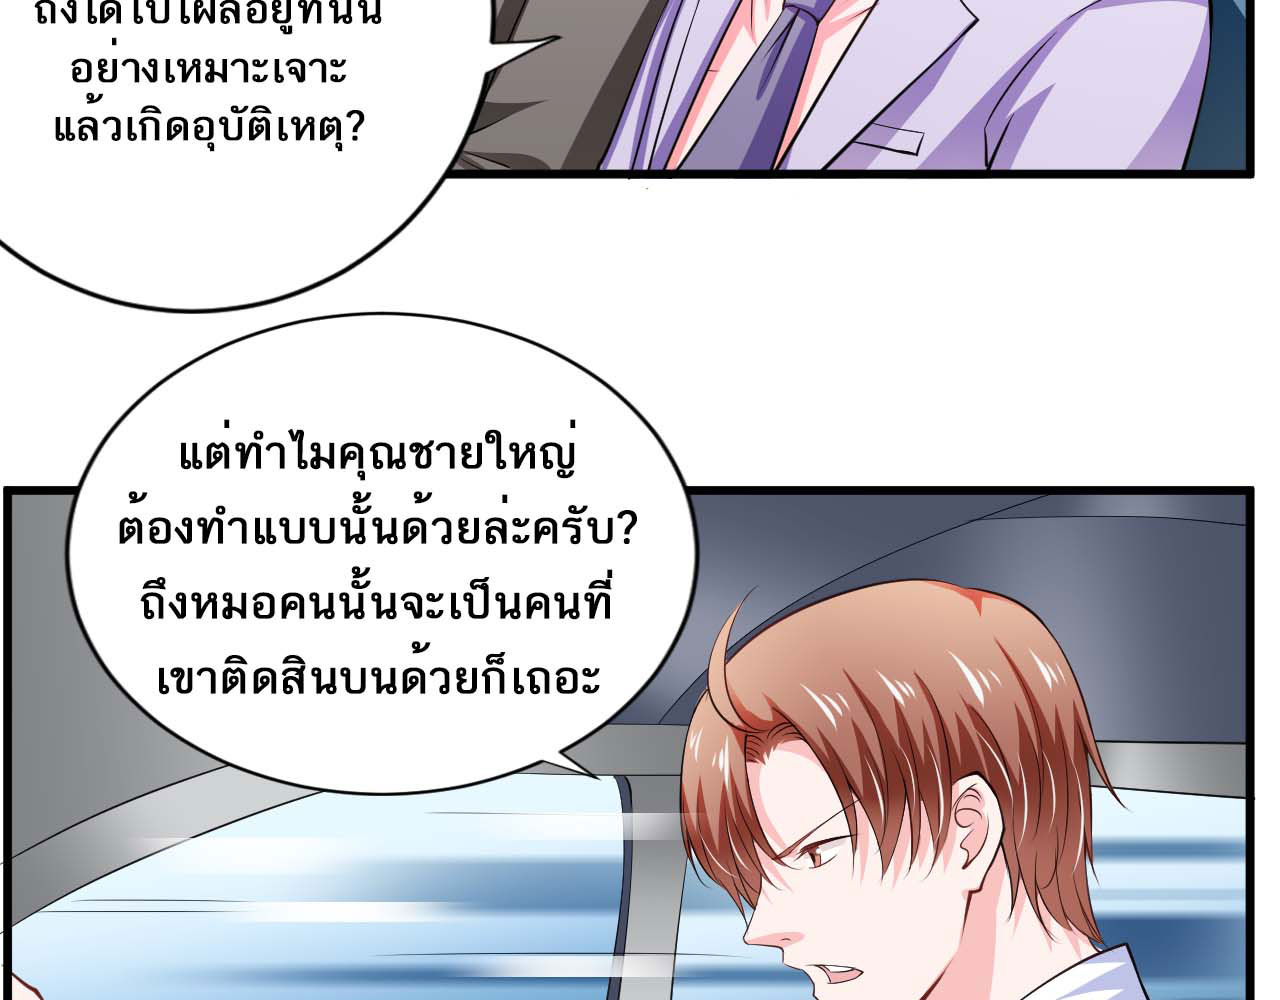 ถึงได้ไปโผล่อยู่ที่นั่น
อย่างเหมาะเจาะ
แล้วเกิดอุบัติเหตุ?
แต่ทำไมคุณชายใหญ่
ต้องทำแบบนั้นด้วยล่ะครับ?
ถึงหมอคนนั้นจะเป็นคนที่
เขาติดสินบนด้วยก็เถอะ